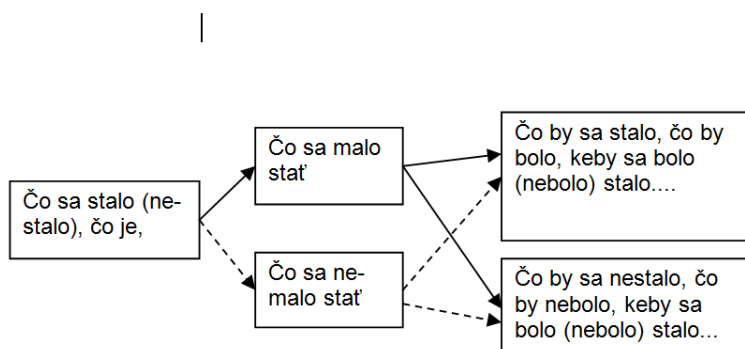 Čo sa stalo (ne-
stalo), čo je,
Čo sa malo
stať
Čo sa ne-
malo stať
Čo by sa stalo, čo by
bolo, keby sa bolo
(nebolo) stalo....
Čo by sa nestalo, čo
by nebolo, keby sa
bolo (nebolo) stalo...